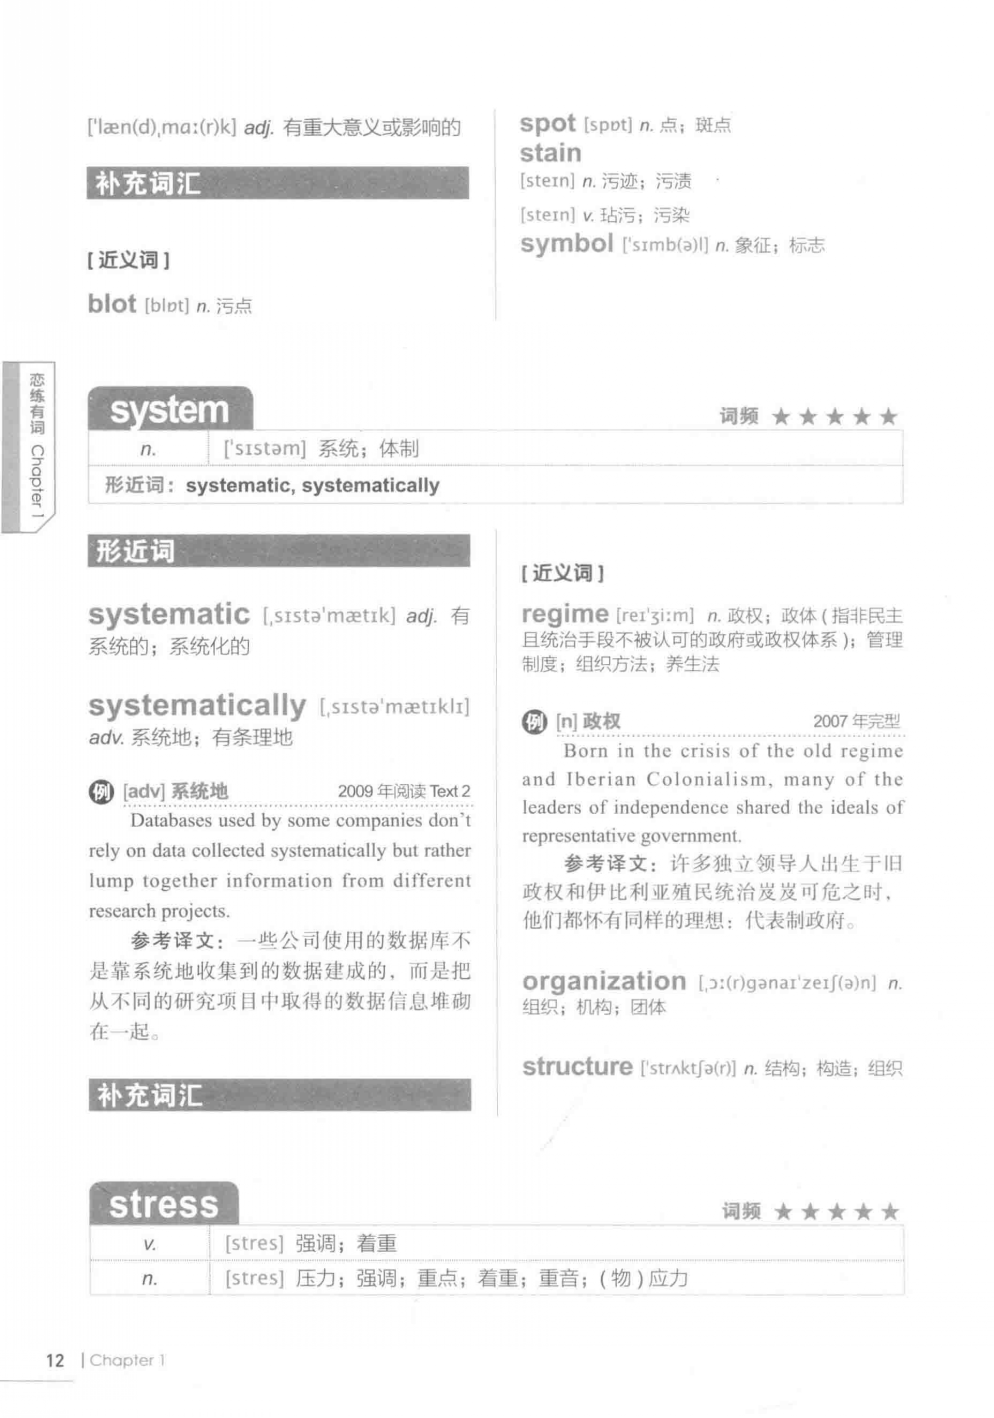 ['læn(d)ˌmɑː(r)k] adj. 有重大意义或影响的
补充词汇
[近义词]
blot [blɒt] n. 污点
spot [spɒt] n. 点；斑点
stain
[steɪn] n. 污迹；污渍
[steɪn] v. 玷污；污染
symbol ['sɪmb(ə)l] n. 象征；标志
恋练有词 Chapter 1
system
词频 ★★★★★
n. ['sɪstəm] 系统；体制
形近词：systematic, systematically
形近词
systematic [ˌsɪstə'mætɪk] adj. 有
系统的；系统化的
systematically [ˌsɪstə'mætɪklɪ]
adv. 系统地；有条理地
例 [adv] 系统地 2009 年阅读 Text 2
Databases used by some companies don't
rely on data collected systematically but rather
lump together information from different
research projects.
参考译文：一些公司使用的数据库不
是靠系统地收集到的数据建成的，而是把
从不同的研究项目中取得的数据信息堆砌
在一起。
补充词汇
[近义词]
regime [reɪ'ʒiːm] n. 政权；政体（指非民主
且统治手段不被认可的政府或政权体系）；管理
制度；组织方法；养生法
例 [n] 政权 2007 年完型
Born in the crisis of the old regime
and Iberian Colonialism, many of the
leaders of independence shared the ideals of
representative government.
参考译文：许多独立领导人出生于旧
政权和伊比利亚殖民统治岌岌可危之时，
他们都怀有同样的理想：代表制政府。
organization [ˌɔː(r)ɡənaɪ'zeɪʃ(ə)n] n.
组织；机构；团体
structure ['strʌktʃə(r)] n. 结构；构造；组织
stress
词频 ★★★★★
v. [stres] 强调；着重
n. [stres] 压力；强调；重点；着重；重音；（物）应力
12 | Chapter 1